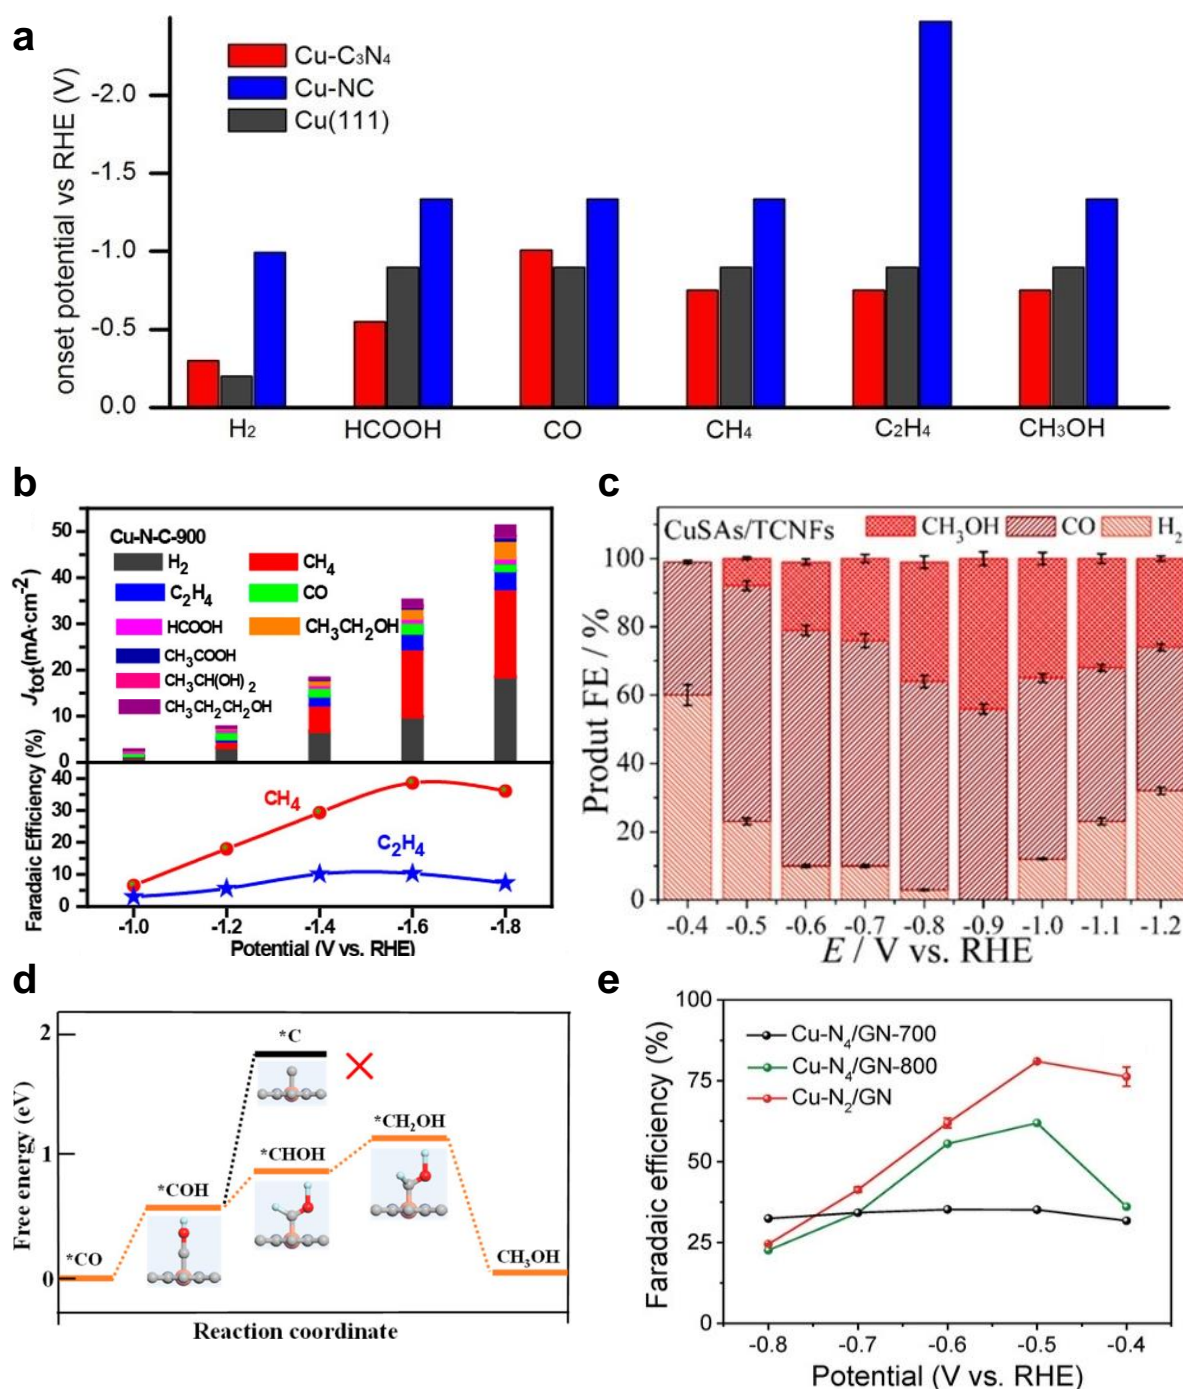 a
onset potential vs RHE (V)
-2.0
-1.5
-1.0
-0.5
0.0
Cu-C₃N₄
Cu-NC
Cu(111)
H₂ HCOOH CO CH₄ C₂H₄ CH₃OH
b
Cu-N-C-900
H₂ CH₄
C₂H₄ CO
HCOOH CH₃CH₂OH
CH₃COOH
CH₃CH(OH)₂
CH₃CH₂CH₂OH
Jtot(mA·cm⁻²)
50
40
30
20
10
0
Faradaic Efficiency (%)
40
30
20
10
0
CH₄
C₂H₄
-1.0 -1.2 -1.4 -1.6 -1.8
Potential (V vs. RHE)
c
CuSAs/TCNFs CH₃OH CO H₂
Produt FE / %
100
80
60
40
20
0
-0.4 -0.5 -0.6 -0.7 -0.8 -0.9 -1.0 -1.1 -1.2
E / V vs. RHE
d
Free energy (eV)
2
1
0
*CO
*COH
*C
*CHOH
*CH₂OH
CH₃OH
Reaction coordinate
e
Faradaic efficiency (%)
100
75
50
25
0
Cu-N₄/GN-700
Cu-N₄/GN-800
Cu-N₂/GN
-0.8 -0.7 -0.6 -0.5 -0.4
Potential (V vs. RHE)